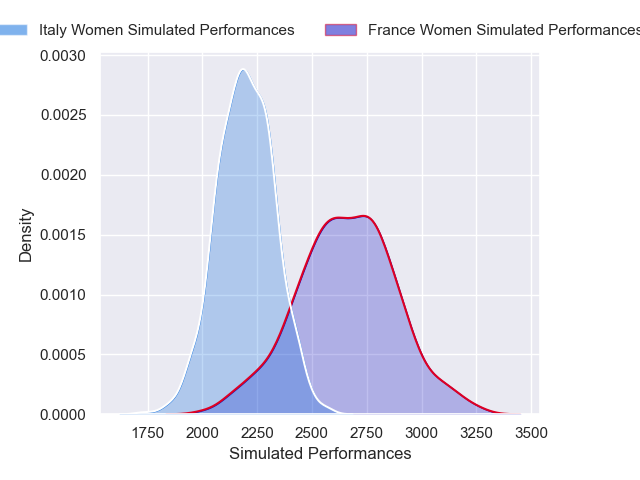 Italy Women Simulated Performances France Women Simulated Performances
0.0030
0.0025
0.0020
0.0015
0.0010
0.0005
0.0000
Density
1750 2000 2250 2500 2750 3000 3250 3500
Simulated Performances